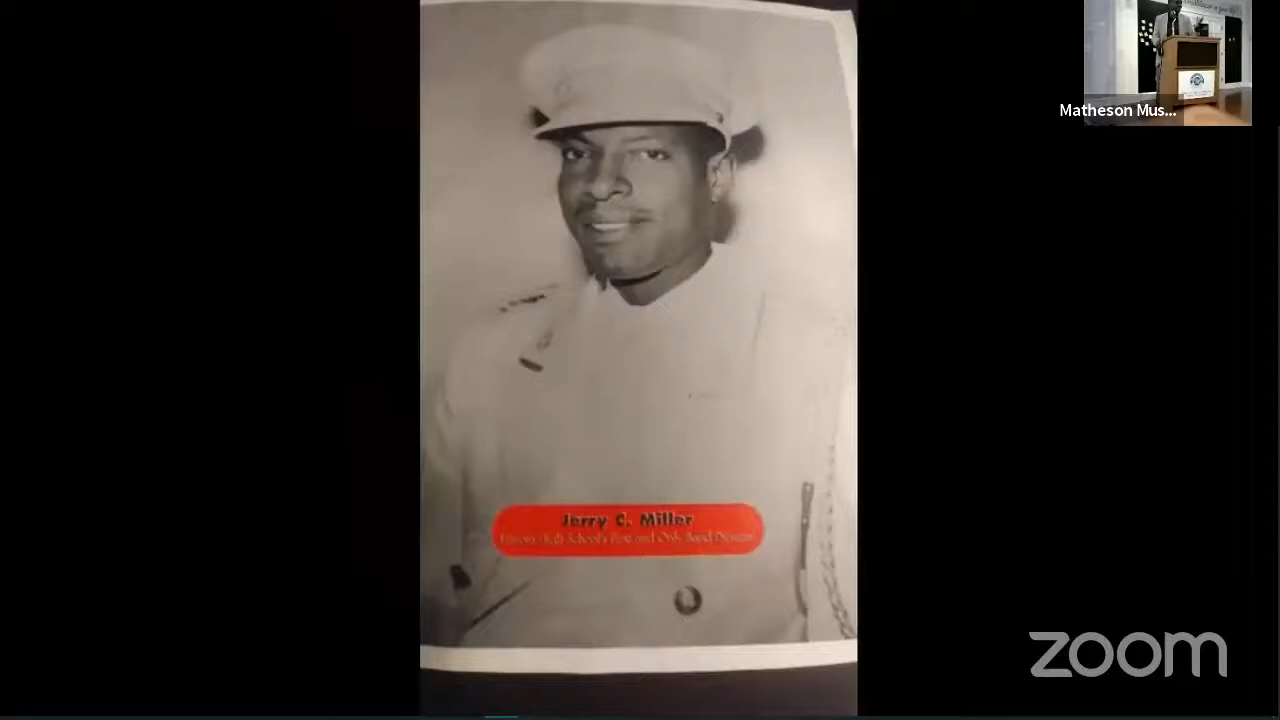 Matheson Mus...
Jerry C. Miller
High School's First and Only Band Director
zoom